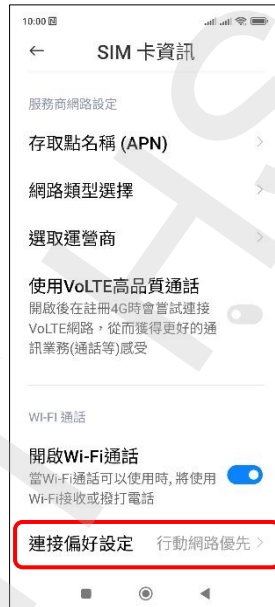 10:00
SIM 卡資訊
服務商網路設定
存取點名稱 (APN)
網路類型選擇
選取運營商
使用VoLTE高品質通話
開啟後在註冊4G時會嘗試連接
VoLTE網路，從而獲得更好的通
訊業務(通話等)感受
WI-FI 通話
開啟Wi-Fi通話
當Wi-Fi通話可以使用時, 將使用
Wi-Fi接收或撥打電話
連接偏好設定 行動網路優先